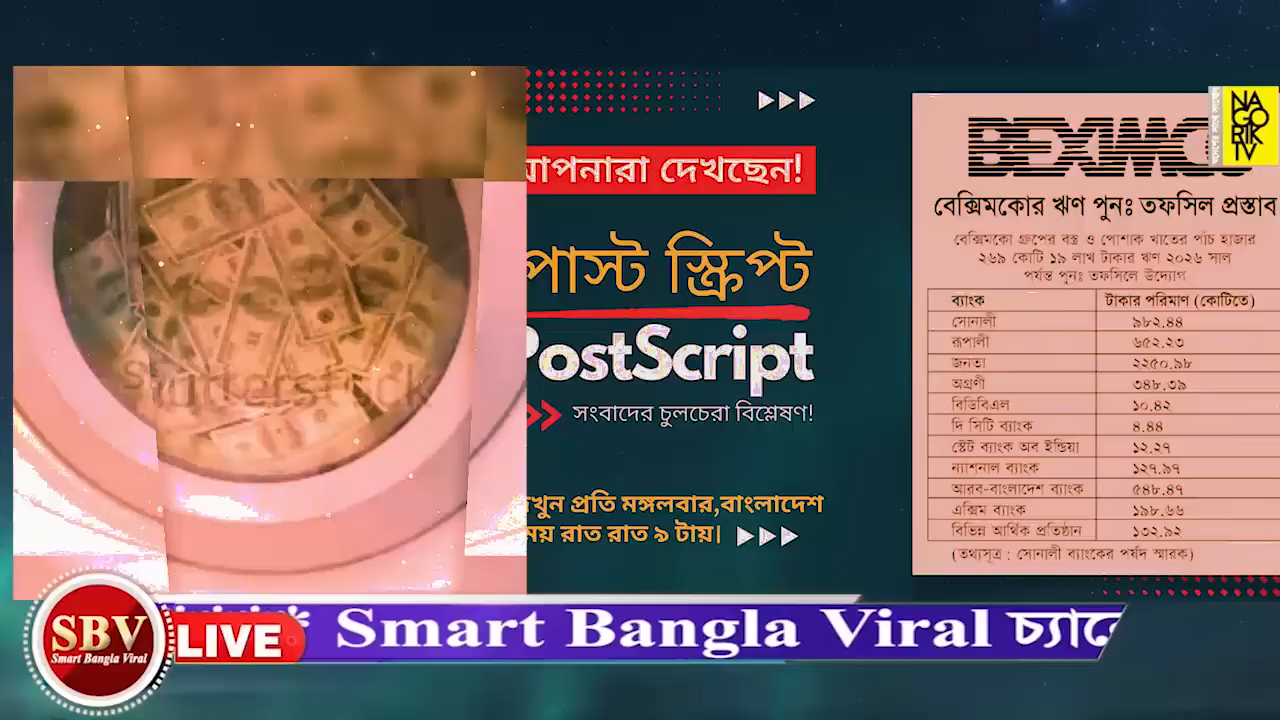 আপনারা দেখছেন!
পোস্ট স্ক্রিপ্ট
PostScript
সংবাদের চুলচেরা বিশ্লেষণ!
প্রতি মঙ্গলবার,বাংলাদেশ
রাত রাত ৯ টায়।
shutterstock
BEXIMCO
NAGORIK TV
বেক্সিমকোর ঋণ পুনঃ তফসিল প্রস্তাব
বেক্সিমকো গ্রুপের বস্ত্র ও পোশাক খাতের পাঁচ হাজার
২৬৯ কোটি ১৯ লাখ টাকার ঋণ ২০২৬ সাল
পর্যন্ত পুনঃ তফসিলে উদ্যোগ
ব্যাংক টাকার পরিমাণ (কোটিতে)
সোনালী ৯৮২.৪৪
রূপালী ৬৫২.২৩
জনতা ২২৫০.৯৮
অগ্রণী ৩৪৮.৩৯
বিডিবিএল ১০.৪২
দি সিটি ব্যাংক ৪.৪৪
স্টেট ব্যাংক অব ইন্ডিয়া ১২.২৭
ন্যাশনাল ব্যাংক ১২৭.৯৭
আরব-বাংলাদেশ ব্যাংক ৫৪৮.৪৭
এক্সিম ব্যাংক ১৯৮.৬৬
বিভিন্ন আর্থিক প্রতিষ্ঠান ১৩২.৯২
(তথ্যসূত্র : সোনালী ব্যাংকের পর্ষদ স্মারক)
SBV
Smart Bangla Viral
LIVE
* Smart Bangla Viral